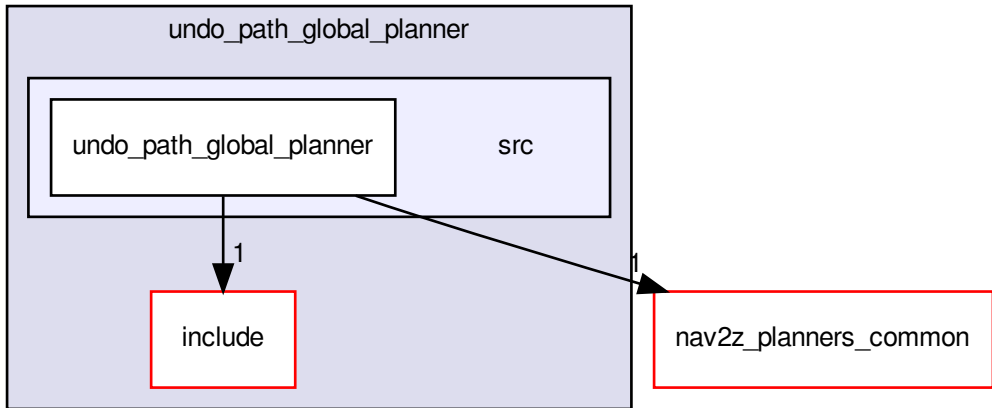 undo_path_global_planner
undo_path_global_planner
src
1
1
include
nav2z_planners_common